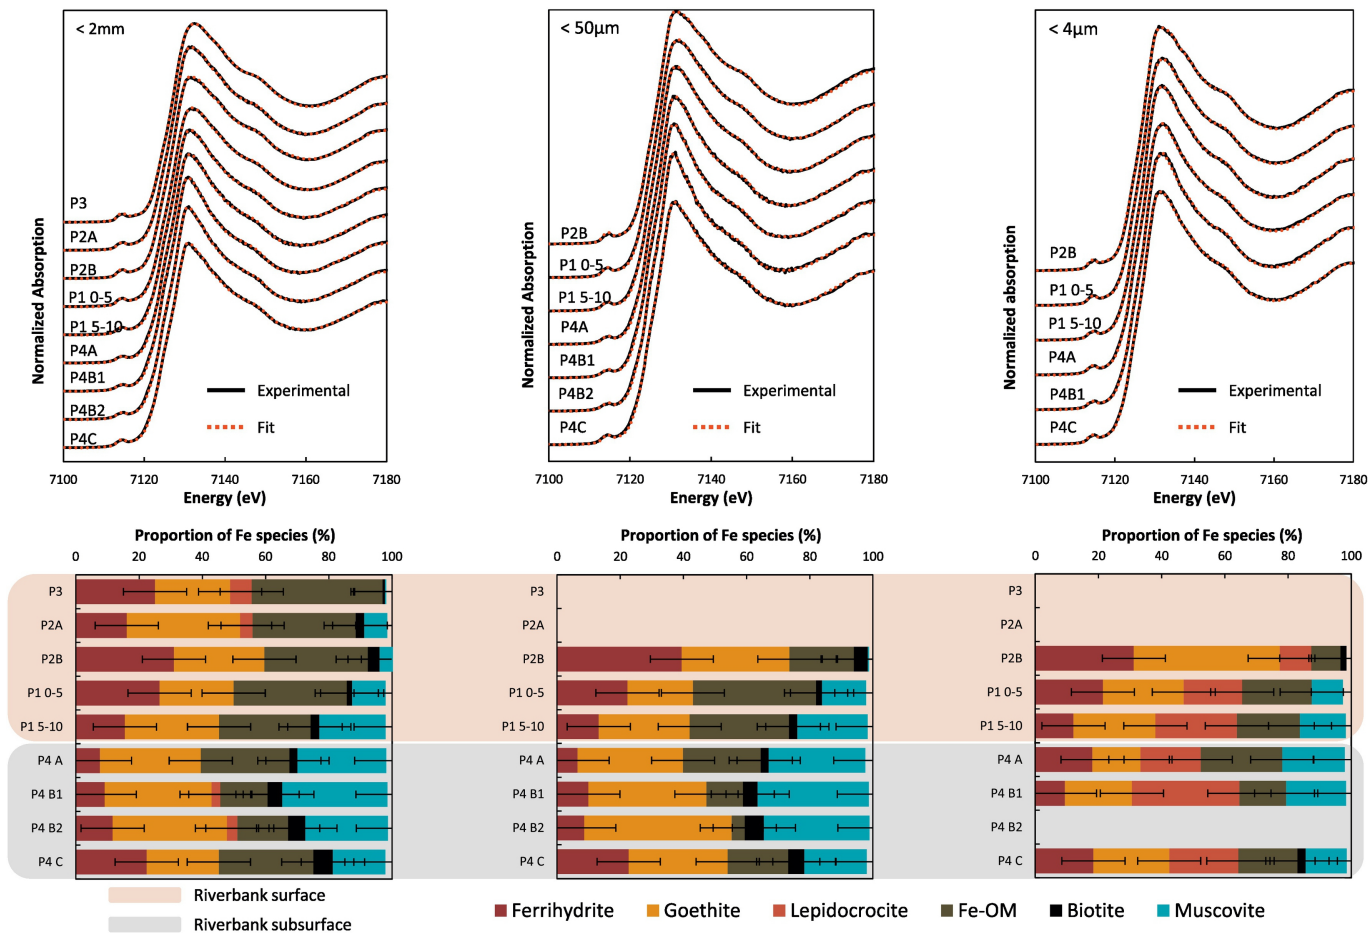 < 2mm
Normalized Absorption
P3
P2A
P2B
P1 0-5
P1 5-10
P4A
P4B1
P4B2
P4C
Experimental
Fit
7100 7120 7140 7160 7180
Energy (eV)
< 50µm
Normalized Absorption
P2B
P1 0-5
P1 5-10
P4A
P4B1
P4B2
P4C
Experimental
Fit
7100 7120 7140 7160 7180
Energy (eV)
< 4µm
Normalized absorption
P2B
P1 0-5
P1 5-10
P4A
P4B1
P4C
Experimental
Fit
7100 7120 7140 7160 7180
Energy (eV)
Proportion of Fe species (%)
0 20 40 60 80 100
P3
P2A
P2B
P1 0-5
P1 5-10
P4 A
P4 B1
P4 B2
P4 C
Proportion of Fe species (%)
0 20 40 60 80 100
P3
P2A
P2B
P1 0-5
P1 5-10
P4 A
P4 B1
P4 B2
P4 C
Proportion of Fe species (%)
0 20 40 60 80 100
P3
P2A
P2B
P1 0-5
P1 5-10
P4 A
P4 B1
P4 B2
P4 C
Riverbank surface
Riverbank subsurface
Ferrihydrite Goethite Lepidocrocite Fe-OM Biotite Muscovite